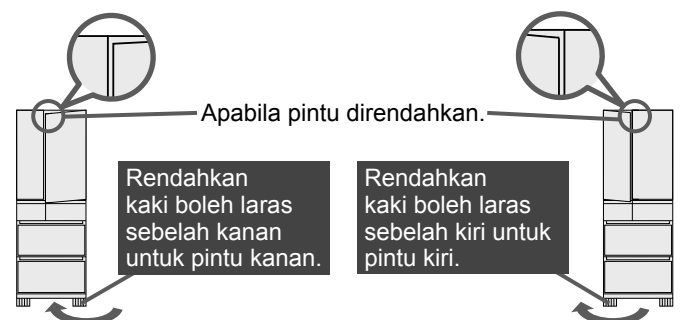 Apabila pintu direndahkan.
Rendahkan
kaki boleh laras
sebelah kanan
untuk pintu kanan.
Rendahkan
kaki boleh laras
sebelah kiri untuk
pintu kiri.